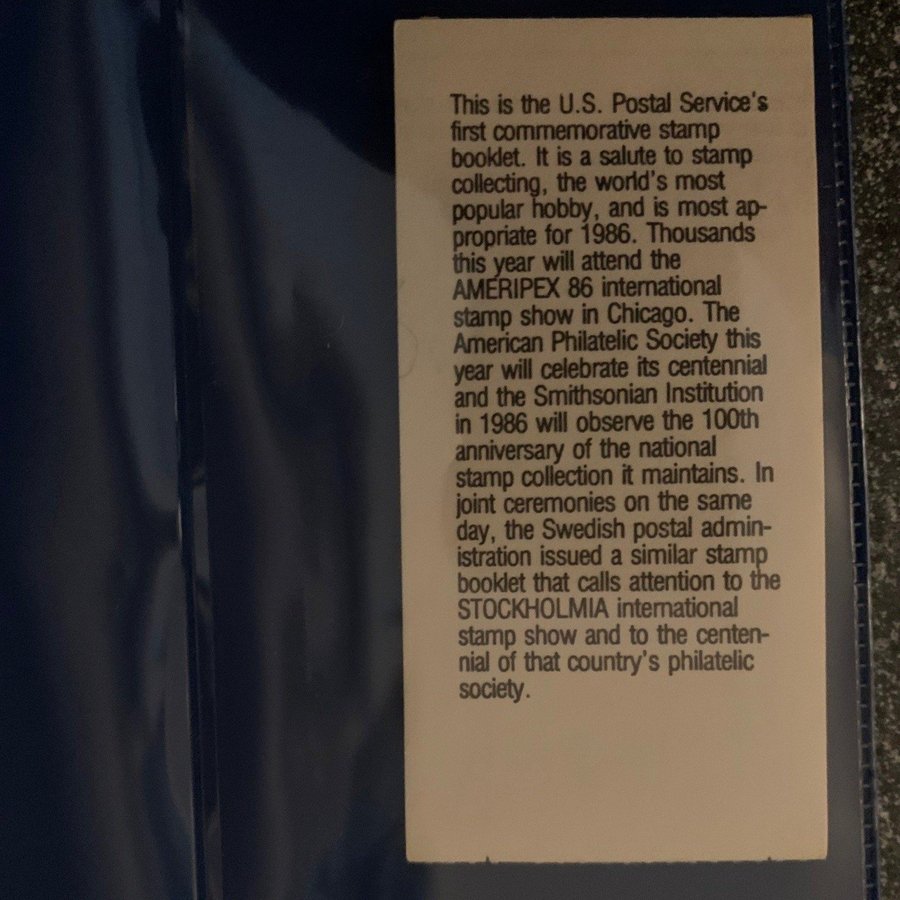 This is the U.S. Postal Service's
first commemorative stamp
booklet. It is a salute to stamp
collecting, the world's most
popular hobby, and is most ap-
propriate for 1986. Thousands
this year will attend the
AMERIPEX 86 international
stamp show in Chicago. The
American Philatelic Society this
year will celebrate its centennial
and the Smithsonian Institution
in 1986 will observe the 100th
anniversary of the national
stamp collection it maintains. In
joint ceremonies on the same
day, the Swedish postal admin-
istration issued a similar stamp
booklet that calls attention to the
STOCKHOLMIA international
stamp show and to the centen-
nial of that country's philatelic
society.